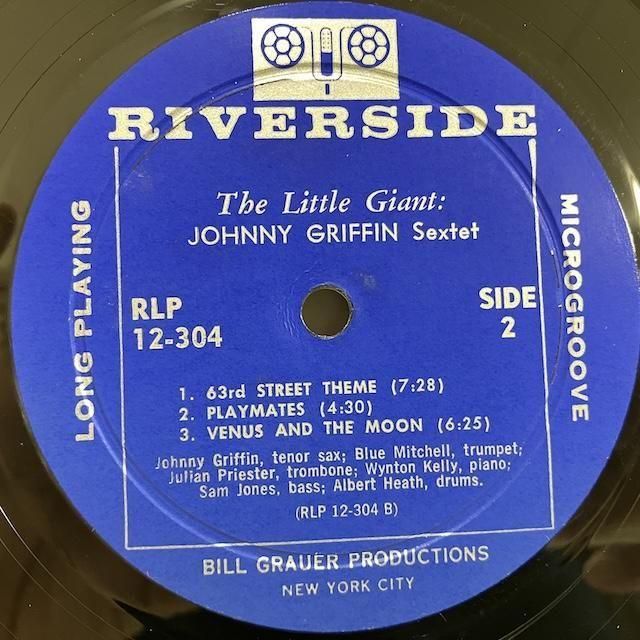 RIVERSIDE
The Little Giant:
JOHNNY GRIFFIN Sextet
LONG PLAYING
MICROGROOVE
RLP
12-304
SIDE
2
1. 63rd STREET THEME (7:28)
2. PLAYMATES (4:30)
3. VENUS AND THE MOON (6:25)
Johnny Griffin, tenor sax; Blue Mitchell, trumpet;
Julian Priester, trombone; Wynton Kelly, piano;
Sam Jones, bass; Albert Heath, drums.
(RLP 12-304 B)
BILL GRAUER PRODUCTIONS
NEW YORK CITY